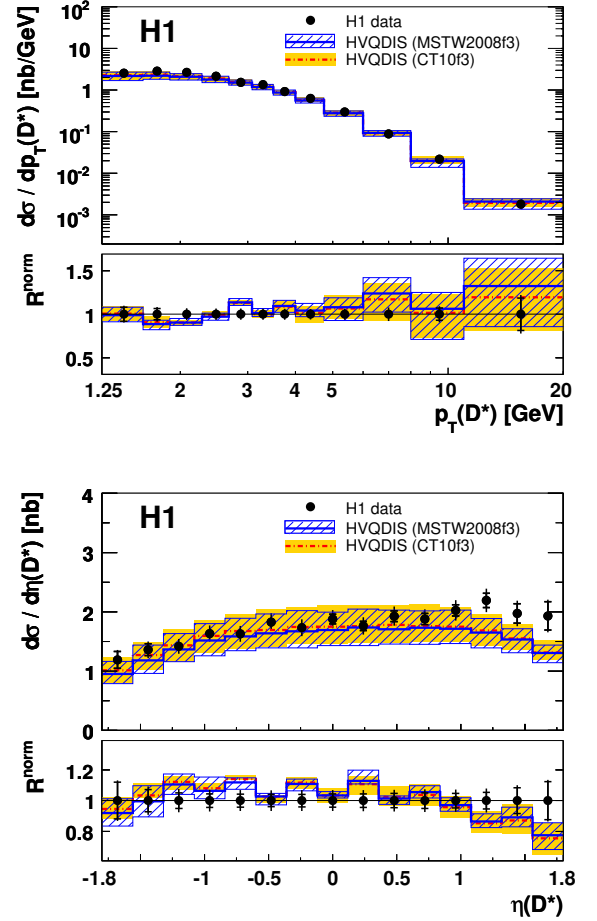 H1
H1 data
HVQDIS (MSTW2008f3)
HVQDIS (CT10f3)
dσ / dp_T(D*) [nb/GeV]
10²
10
1
10⁻¹
10⁻²
10⁻³
R^norm
1.5
1.0
0.5
1.25 2 3 4 5 6 10 20
p_T(D*) [GeV]
H1
H1 data
HVQDIS (MSTW2008f3)
HVQDIS (CT10f3)
dσ / dη(D*) [nb]
4
3
2
1
0
R^norm
1.2
1
0.8
-1.8 -1 -0.5 0 0.5 1 1.8
η(D*)